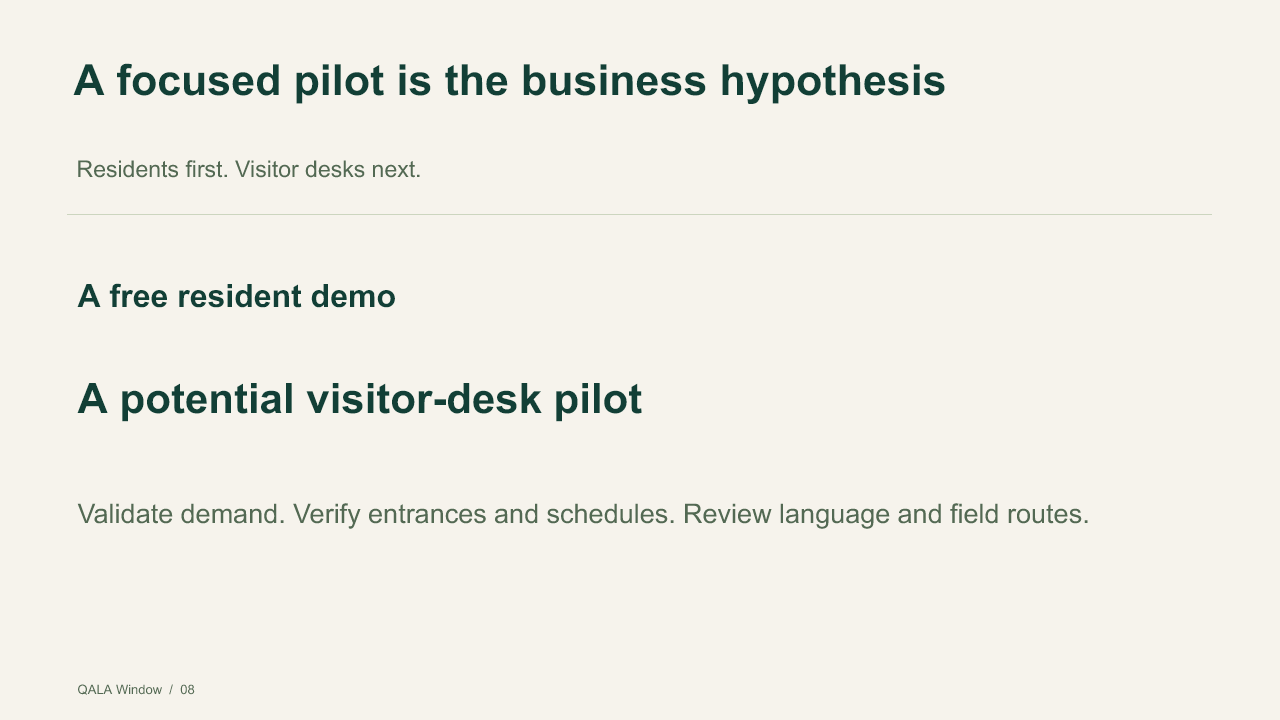 A focused pilot is the business hypothesis
Residents first. Visitor desks next.
A free resident demo
A potential visitor-desk pilot
Validate demand. Verify entrances and schedules. Review language and field routes.
QALA Window / 08